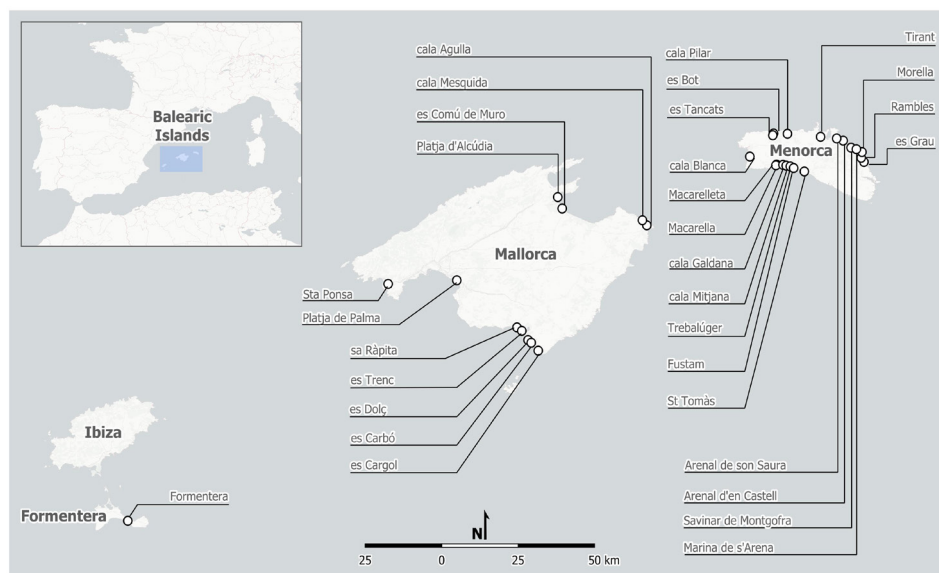 Balearic
Islands
cala Agulla
cala Mesquida
es Comú de Muro
Platja d'Alcúdia
Mallorca
Sta Ponsa
Platja de Palma
sa Ràpita
es Trenc
es Dolç
es Carbó
es Cargol
Ibiza
Formentera
Formentera
cala Pilar
es Bot
es Tancats
Menorca
cala Blanca
Macarelleta
Macarella
cala Galdana
cala Mitjana
Trebalúger
Fustam
St Tomàs
Tirant
Morella
Rambles
es Grau
Arenal de son Saura
Arenal d'en Castell
Savinar de Montgofra
Marina de s'Arena
N
25 0 25 50 km